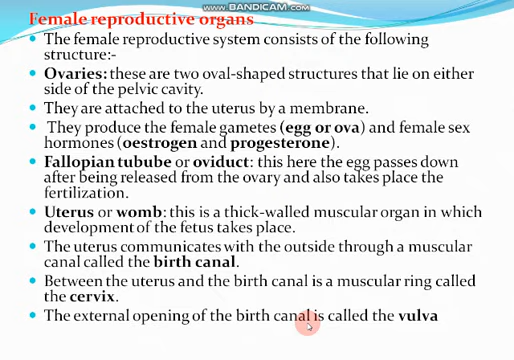 WWW.BANDICAM.COM
Female reproductive organs
• The female reproductive system consists of the following
structure:-
• Ovaries: these are two oval-shaped structures that lie on either
side of the pelvic cavity.
• They are attached to the uterus by a membrane.
• They produce the female gametes (egg or ova) and female sex
hormones (oestrogen and progesterone).
• Fallopian tubube or oviduct: this here the egg passes down
after being released from the ovary and also takes place the
fertilization.
• Uterus or womb: this is a thick-walled muscular organ in which
development of the fetus takes place.
• The uterus communicates with the outside through a muscular
canal called the birth canal.
• Between the uterus and the birth canal is a muscular ring called
the cervix.
• The external opening of the birth canal is called the vulva